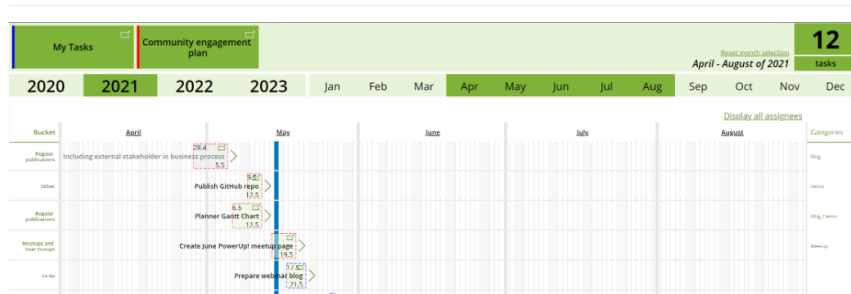 My Tasks
Community engagement
plan
Reset month selection
April - August of 2021
12
tasks
2020 2021 2022 2023 Jan Feb Mar Apr May Jun Jul Aug Sep Oct Nov Dec
Display all assignees
Bucket April May June July August Categories
28.4
Regular
publications
Including external stakeholder in business process
5.5
Blog
Other
Publish GitHub repo
12.5
Demo
6.5
Regular
publications
Planner Gantt Chart
12.5
Blog, Demo
Meetups and
User Groups
Create June PowerUp! meetup page
19.5
Meetup
17.5
To do
Prepare webinar blog
21.5